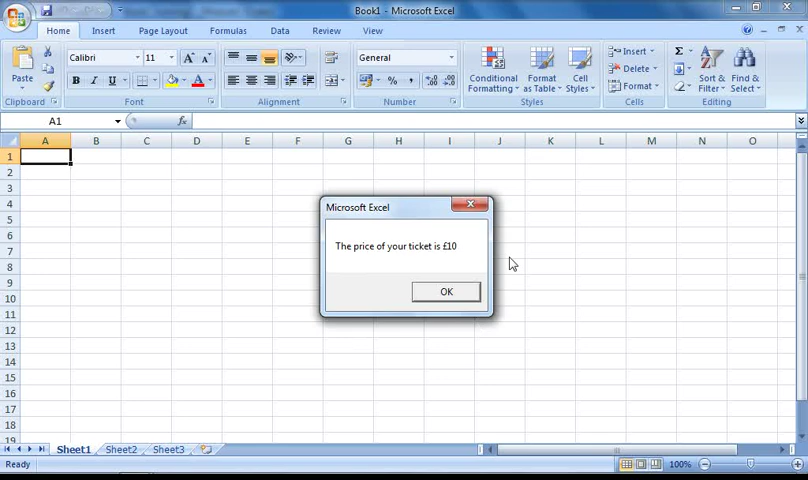 Book1 - Microsoft Excel
Home Insert Page Layout Formulas Data Review View
Paste
Calibri 11
B I U A
General
% ,
Conditional Formatting
Format as Table
Cell Styles
Insert
Delete
Format
Σ
Sort & Filter
Find & Select
Clipboard Font Alignment Number Styles Cells Editing
A1 fx
A B C D E F G H I J K L M N O
1
2
3
4
5
6
7
8
9
10
11
12
13
14
15
16
17
18
19
Microsoft Excel
The price of your ticket is £10
OK
Sheet1 Sheet2 Sheet3
Ready 100%